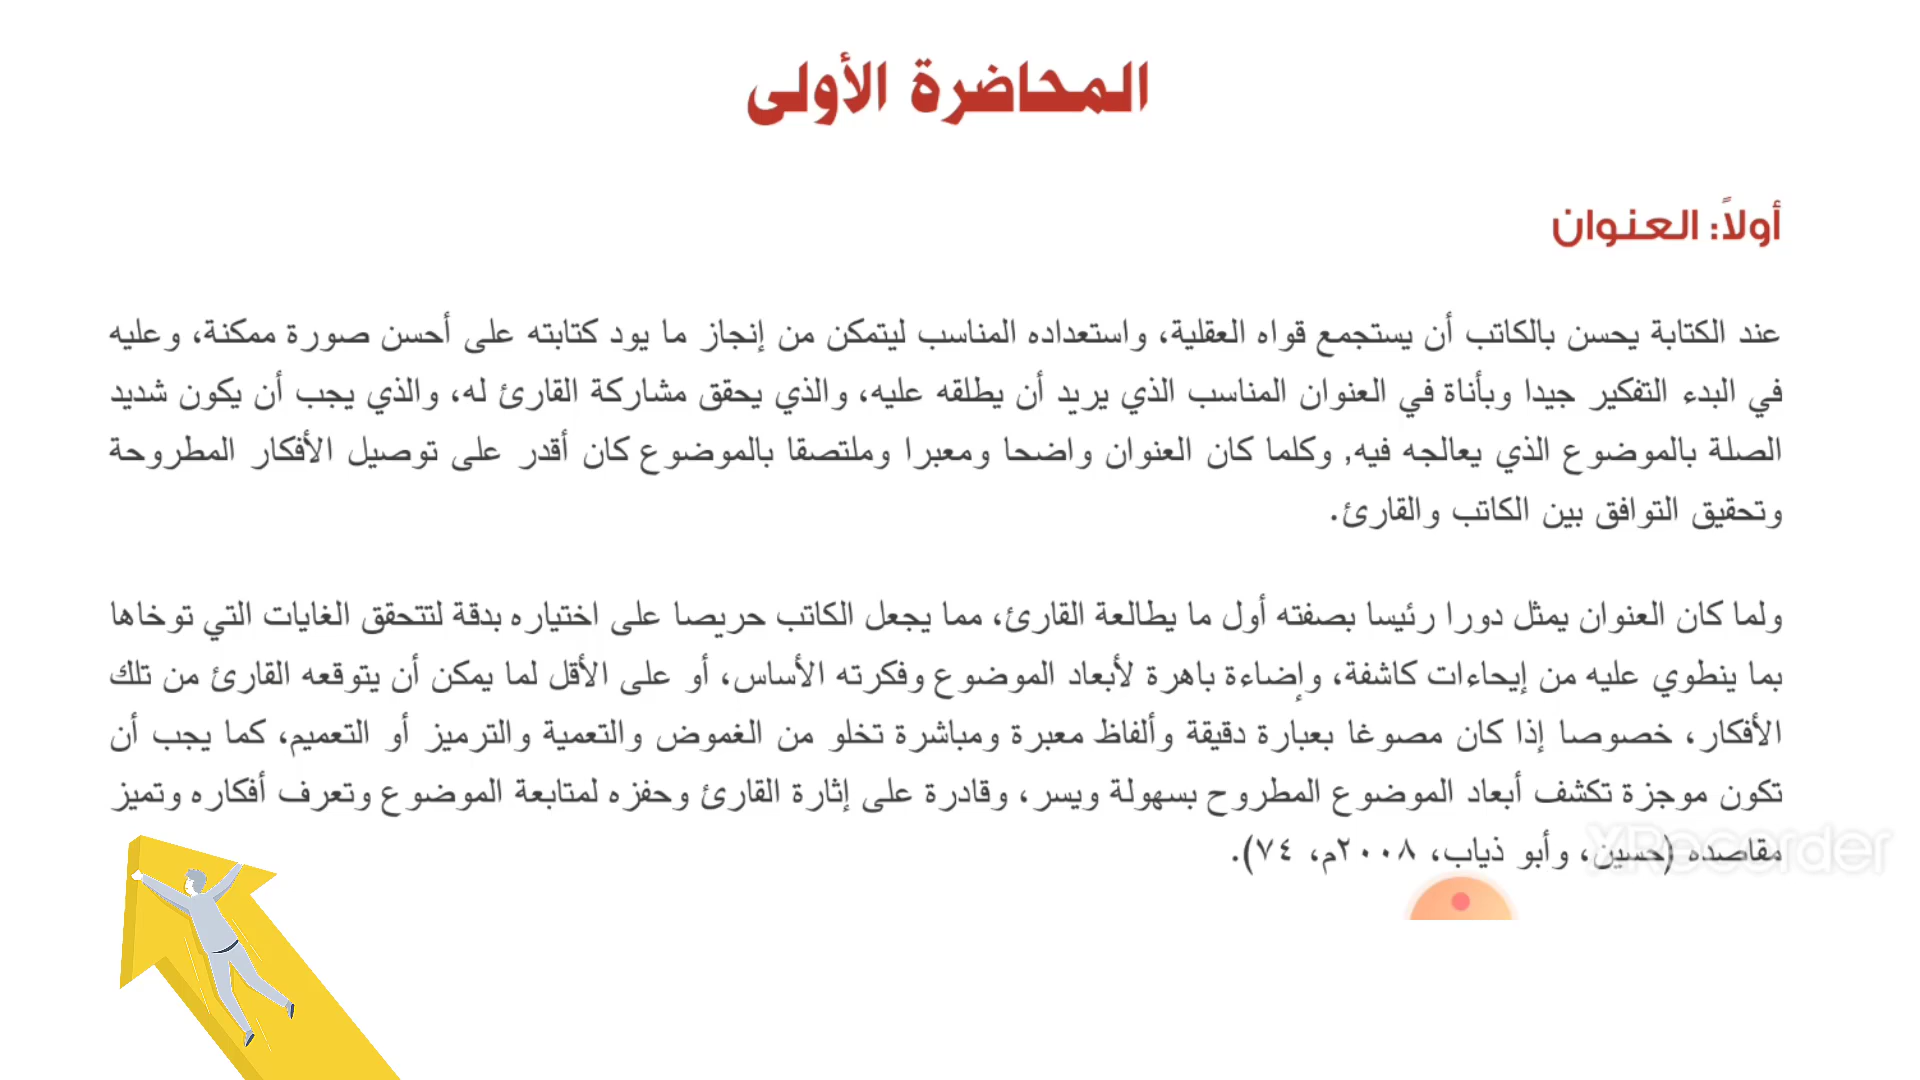 المحاضرة الأولى
أولاً: العنوان
عند الكتابة يحسن بالكاتب أن يستجمع قواه العقلية، واستعداده المناسب ليتمكن من إنجاز ما يود كتابته على أحسن صورة ممكنة، وعليه
في البدء التفكير جيدا وبأناة في العنوان المناسب الذي يريد أن يطلقه عليه، والذي يحقق مشاركة القارئ له، والذي يجب أن يكون شديد
الصلة بالموضوع الذي يعالجه فيه, وكلما كان العنوان واضحا ومعبرا وملتصقا بالموضوع كان أقدر على توصيل الأفكار المطروحة
وتحقيق التوافق بين الكاتب والقارئ.
ولما كان العنوان يمثل دورا رئيسا بصفته أول ما يطالعة القارئ، مما يجعل الكاتب حريصا على اختياره بدقة لتتحقق الغايات التي توخاها
بما ينطوي عليه من إيحاءات كاشفة، وإضاءة باهرة لأبعاد الموضوع وفكرته الأساس، أو على الأقل لما يمكن أن يتوقعه القارئ من تلك
الأفكار، خصوصا إذا كان مصوغا بعبارة دقيقة وألفاظ معبرة ومباشرة تخلو من الغموض والتعمية والترميز أو التعميم، كما يجب أن
تكون موجزة تكشف أبعاد الموضوع المطروح بسهولة ويسر، وقادرة على إثارة القارئ وحفزه لمتابعة الموضوع وتعرف أفكاره وتميز
مقاصده (حسين، وأبو ذياب، ٢٠٠٨م، ٧٤).
XRecorder